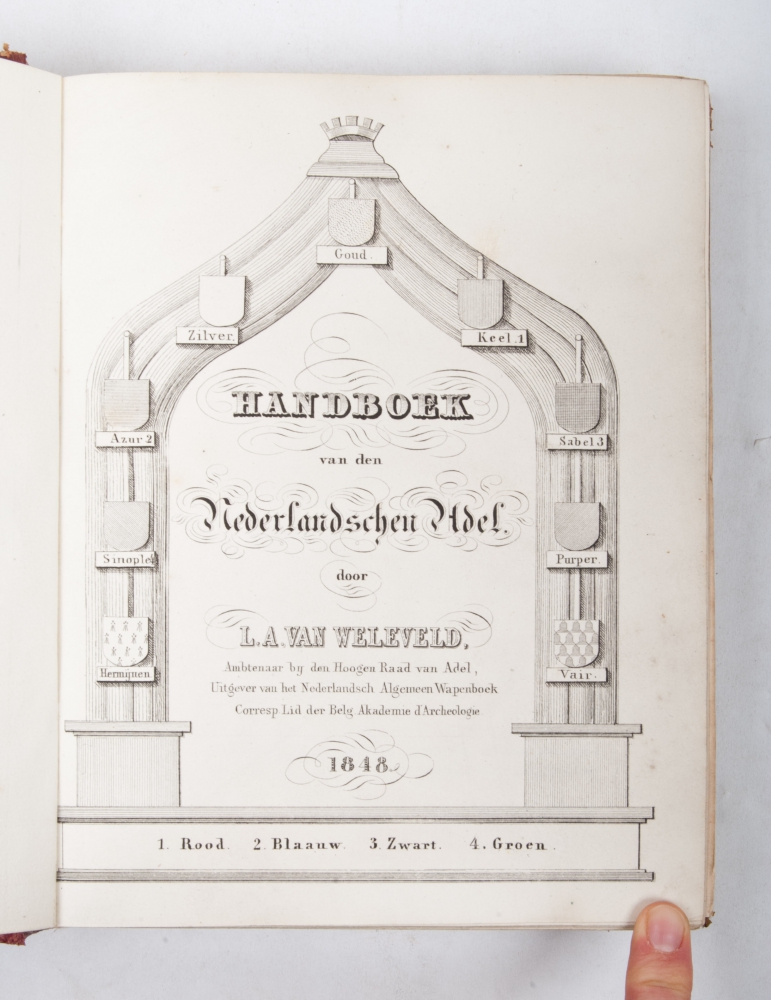 Goud.
Zilver.
Keel.1
Azur 2
Sabel 3
Sinople4
Purper.
Hermijnen
Vair.
HANDBOEK
van den
Nederlandschen Adel.
door
L.A. VAN WELEVELD,
Ambtenaar bij den Hoogen Raad van Adel,
Uitgever van het Nederlandsch Algemeen Wapenboek
Corresp. Lid der Belg. Akademie d'Archeologie.
1848.
1. Rood. 2. Blaauw. 3. Zwart. 4. Groen.